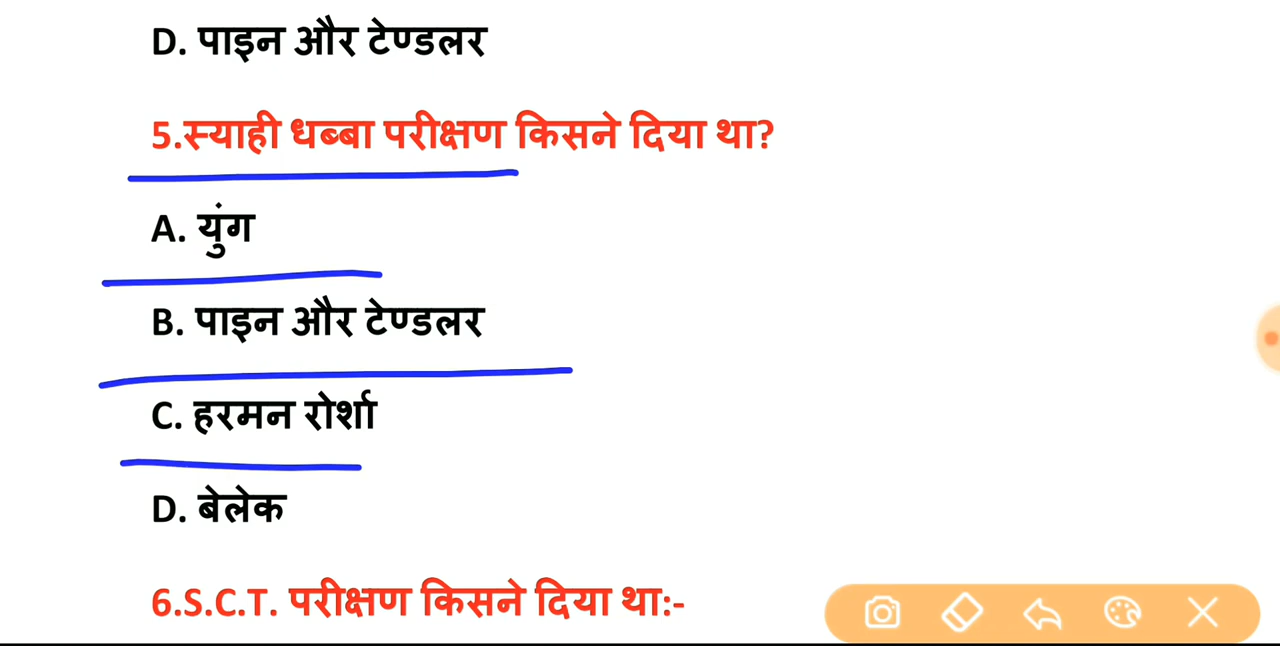 D. पाइन और टेण्डलर
5.स्याही धब्बा परीक्षण किसने दिया था?
A. युंग
B. पाइन और टेण्डलर
C. हरमन रोर्शा
D. बेलेक
6.S.C.T. परीक्षण किसने दिया था:-